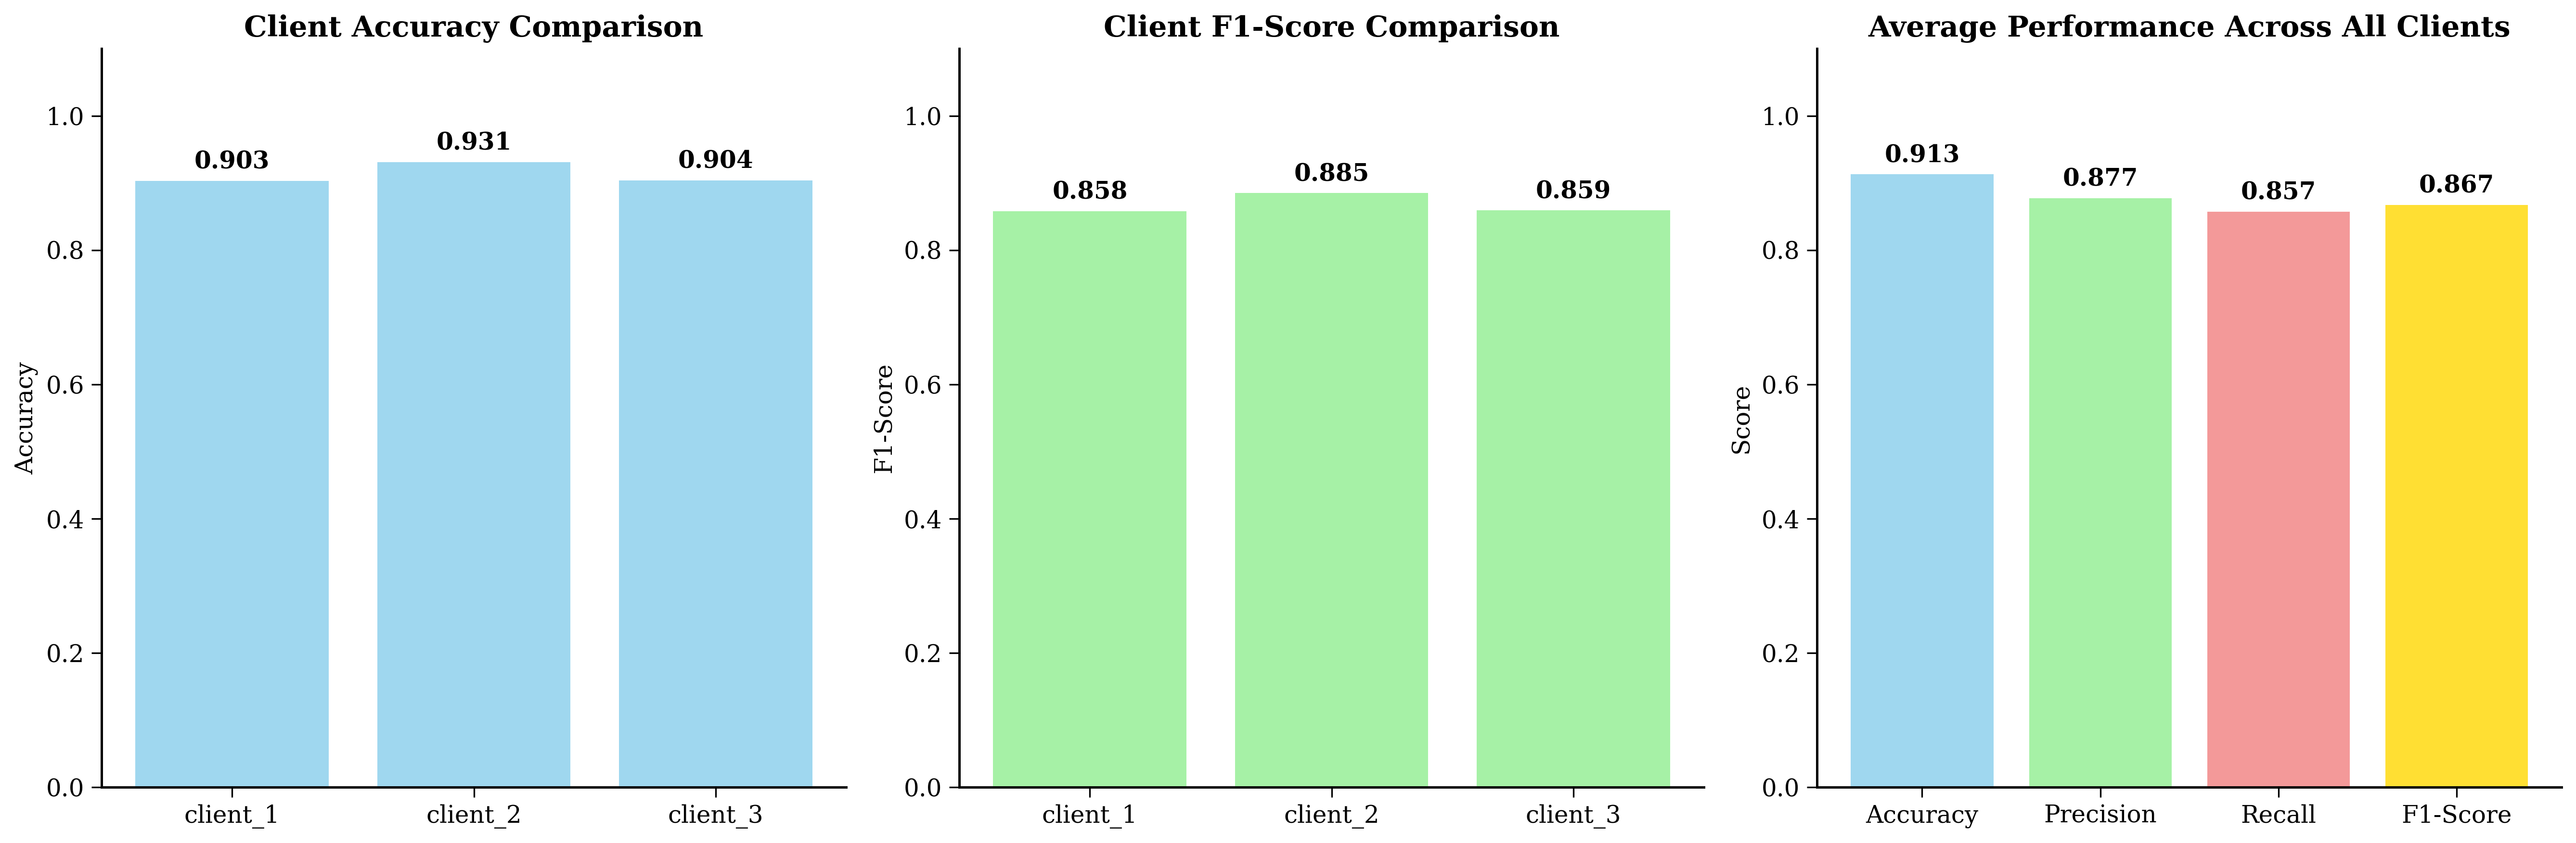 Client Accuracy Comparison
Accuracy
1.0
0.8
0.6
0.4
0.2
0.0
0.903
0.931
0.904
client_1
client_2
client_3
Client F1-Score Comparison
F1-Score
1.0
0.8
0.6
0.4
0.2
0.0
0.858
0.885
0.859
client_1
client_2
client_3
Average Performance Across All Clients
Score
1.0
0.8
0.6
0.4
0.2
0.0
0.913
0.877
0.857
0.867
Accuracy
Precision
Recall
F1-Score